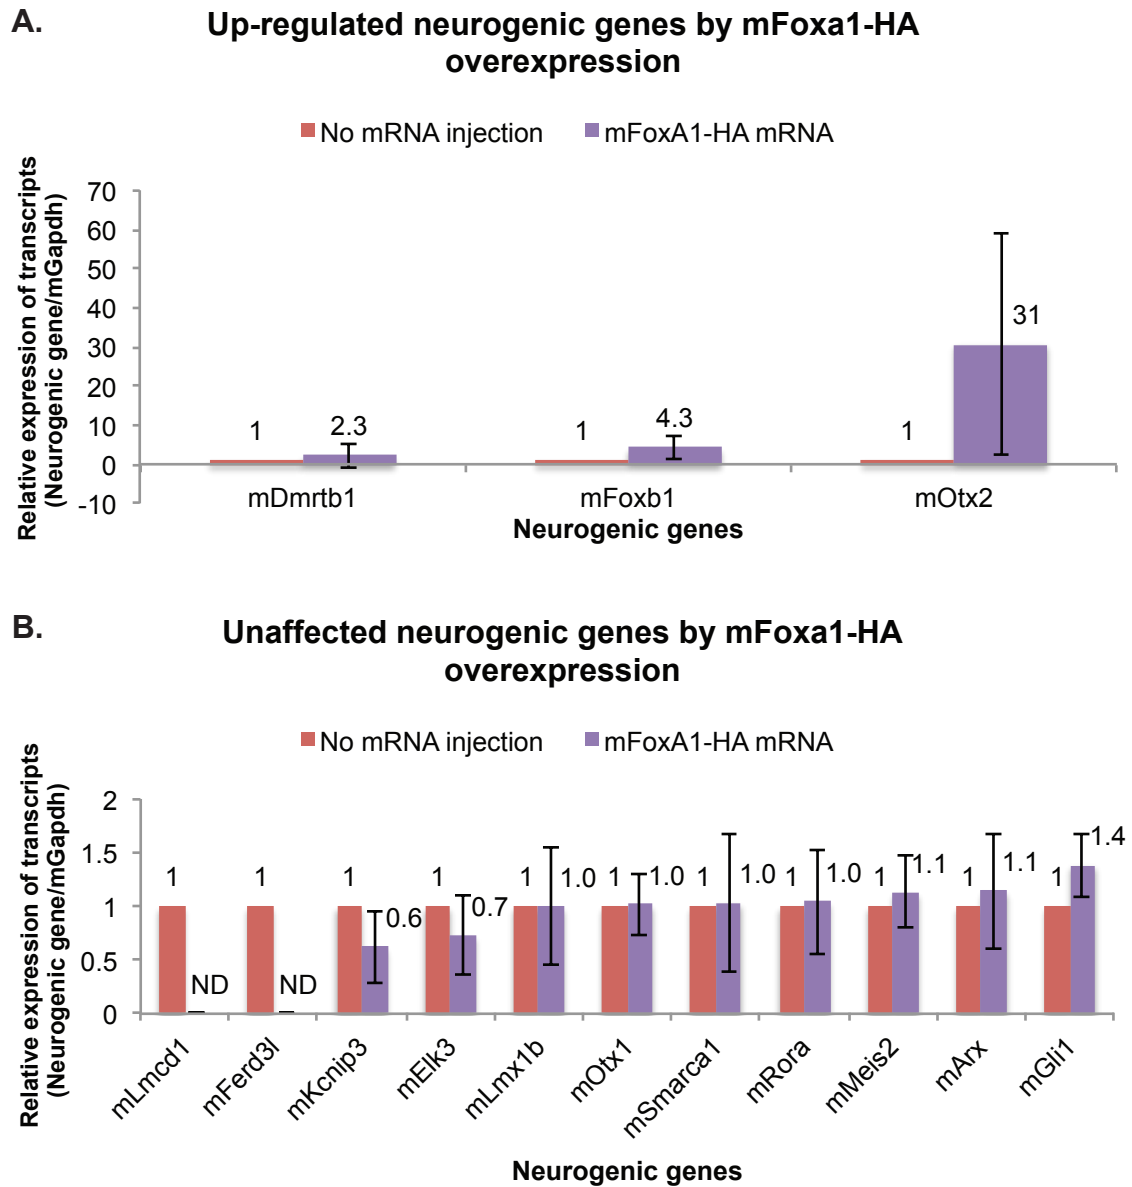 A.
Up-regulated neurogenic genes by mFoxa1-HA
overexpression
No mRNA injection
mFoxA1-HA mRNA
Relative expression of transcripts
(Neurogenic gene/mGapdh)
70
60
50
40
30
20
10
0
-10
1
2.3
1
4.3
1
31
mDmrtb1
mFoxb1
mOtx2
Neurogenic genes
B.
Unaffected neurogenic genes by mFoxa1-HA
overexpression
No mRNA injection
mFoxA1-HA mRNA
Relative expression of transcripts
(Neurogenic gene/mGapdh)
2
1.5
1
0.5
0
1
ND
1
ND
1
0.6
1
0.7
1
1.0
1
1.0
1
1.0
1
1.0
1
1.1
1
1.1
1
1.4
mLmcd1
mFerd3l
mKcnip3
mElk3
mLmx1b
mOtx1
mSmarca1
mRora
mMeis2
mArx
mGli1
Neurogenic genes